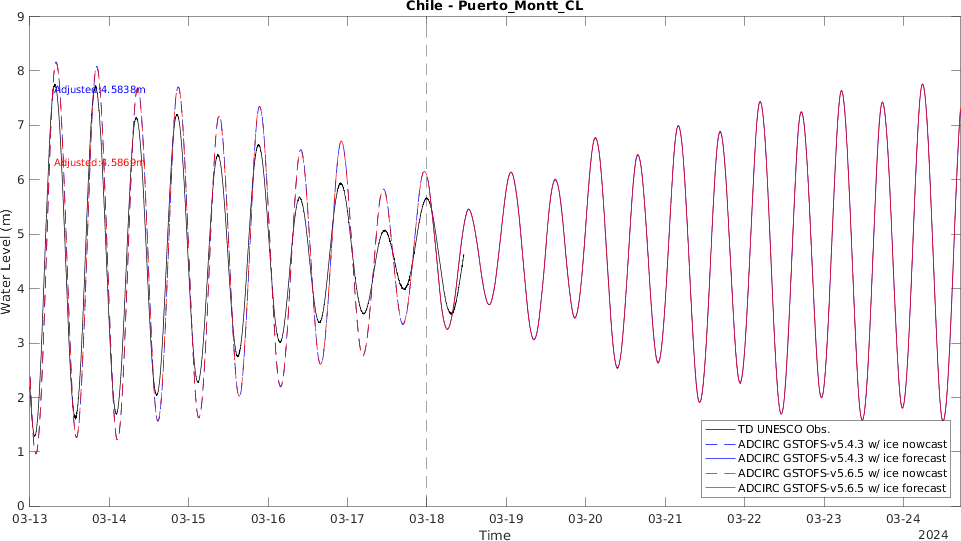 Chile - Puerto_Montt_CL
9
8
7
6
5
4
3
2
1
0
Water Level (m)
Adjusted:4.5838m
Adjusted:4.5869m
TD UNESCO Obs.
ADCIRC GSTOFS-v5.4.3 w/ ice nowcast
ADCIRC GSTOFS-v5.4.3 w/ ice forecast
ADCIRC GSTOFS-v5.6.5 w/ ice nowcast
ADCIRC GSTOFS-v5.6.5 w/ ice forecast
03-13 03-14 03-15 03-16 03-17 03-18 03-19 03-20 03-21 03-22 03-23 03-24
Time
2024